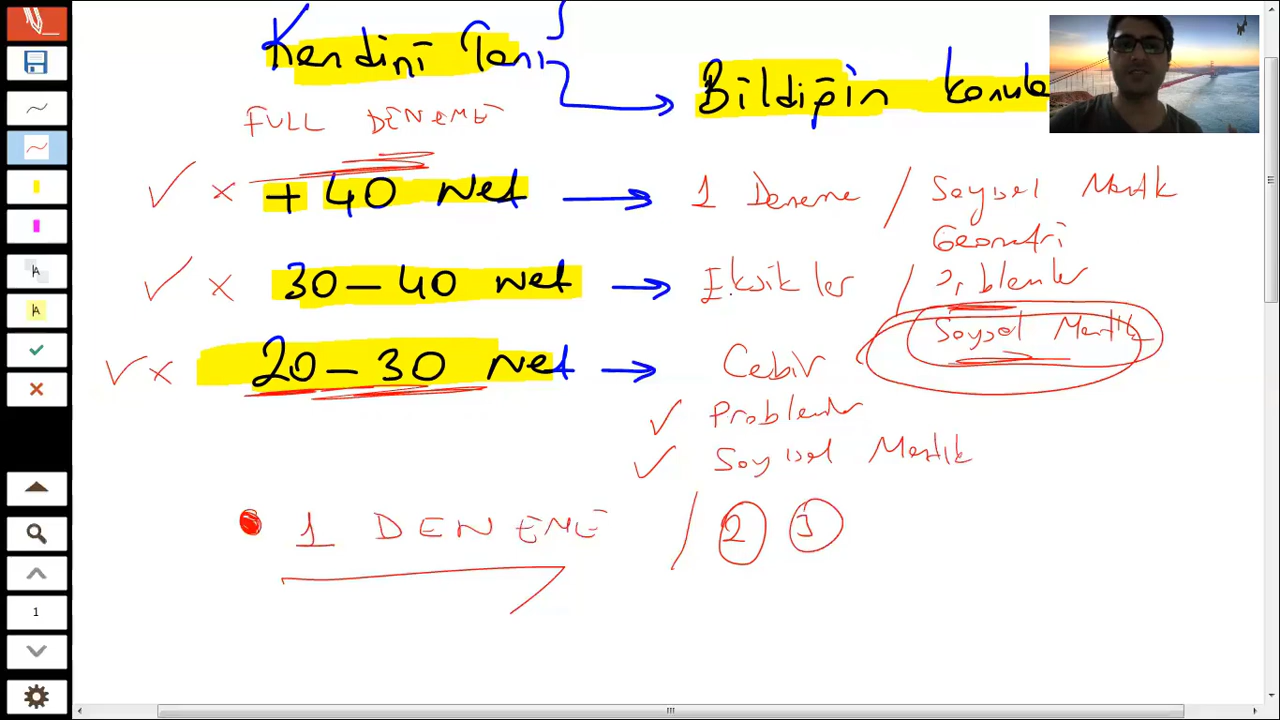 Kendini Tanı
Bildiğin konula
FULL DENEME
+ 40 Net → 1 Deneme / Sayısal Mantık
Geometri
30 – 40 Net → Eksikler / Problemler
Sayısal Mantık
20 – 30 Net → Cebir
Problemler
Sayısal Mantık
1 DENEME / 2 3
A
A
1